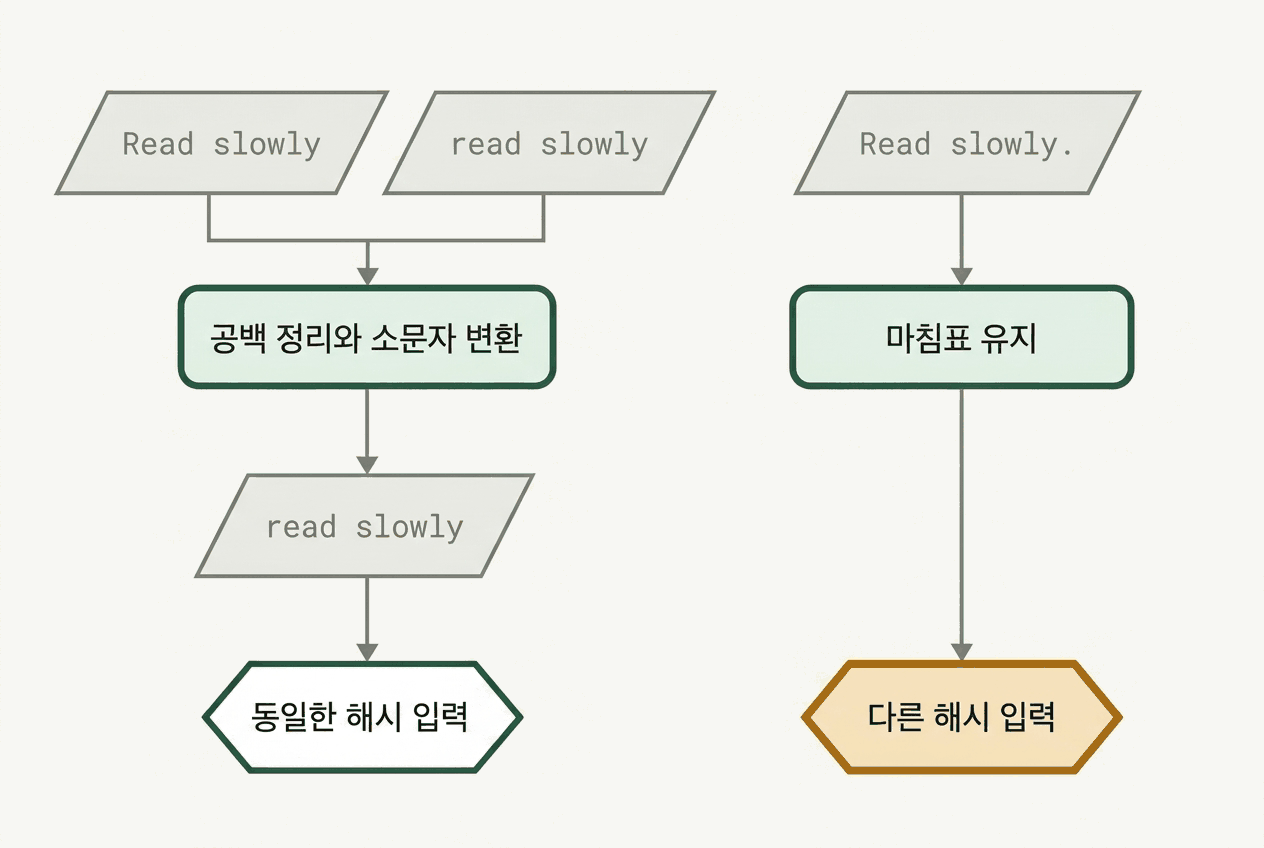 Read slowly
read slowly
Read slowly.
공백 정리와 소문자 변환
마침표 유지
read slowly
동일한 해시 입력
다른 해시 입력